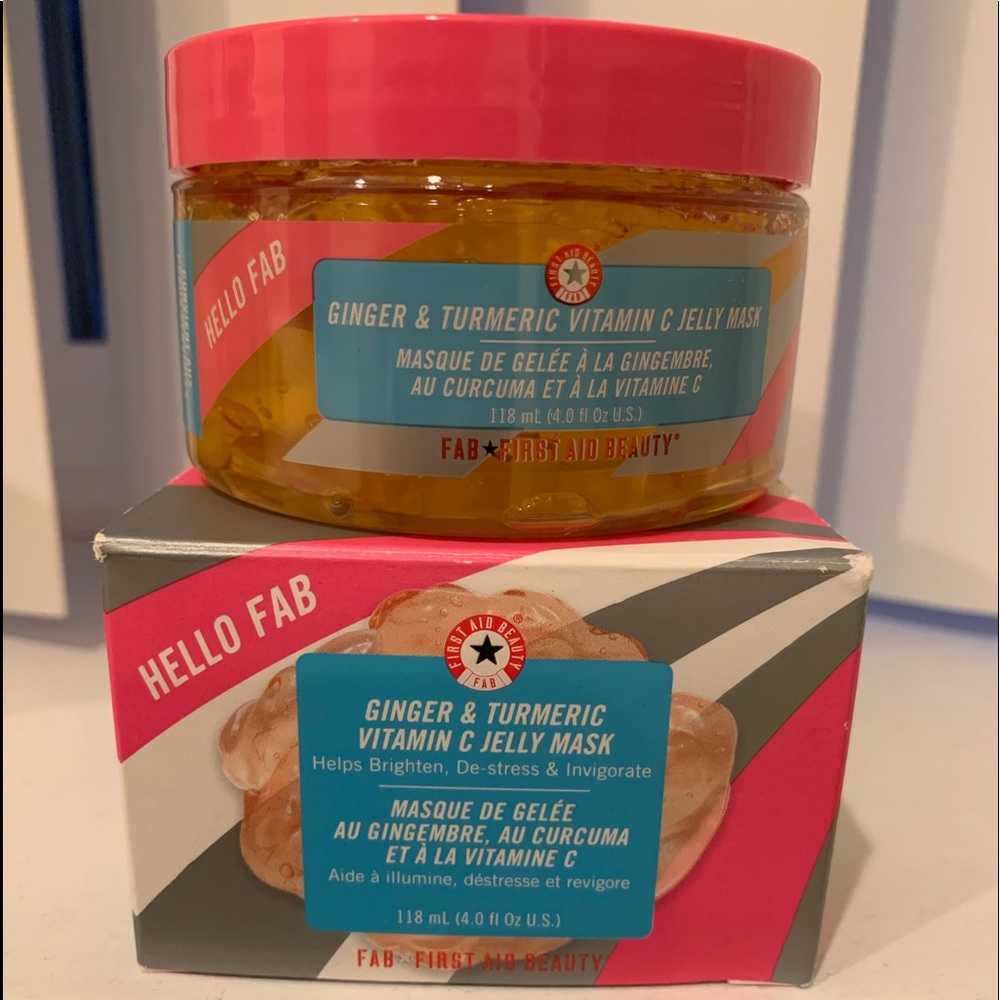 HELLO FAB
FIRST AID BEAUTY
GINGER & TURMERIC VITAMIN C JELLY MASK
MASQUE DE GELÉE À LA GINGEMBRE,
AU CURCUMA ET À LA VITAMINE C
118 mL (4.0 fl Oz U.S.)
FAB★FIRST AID BEAUTY®
HELLO FAB
FIRST AID BEAUTY®
FAB
GINGER & TURMERIC
VITAMIN C JELLY MASK
Helps Brighten, De-stress & Invigorate
MASQUE DE GELÉE
AU GINGEMBRE, AU CURCUMA
ET À LA VITAMINE C
Aide à illumine, déstresse et revigore
118 mL (4.0 fl Oz U.S.)
FAB★FIRST AID BEAUTY